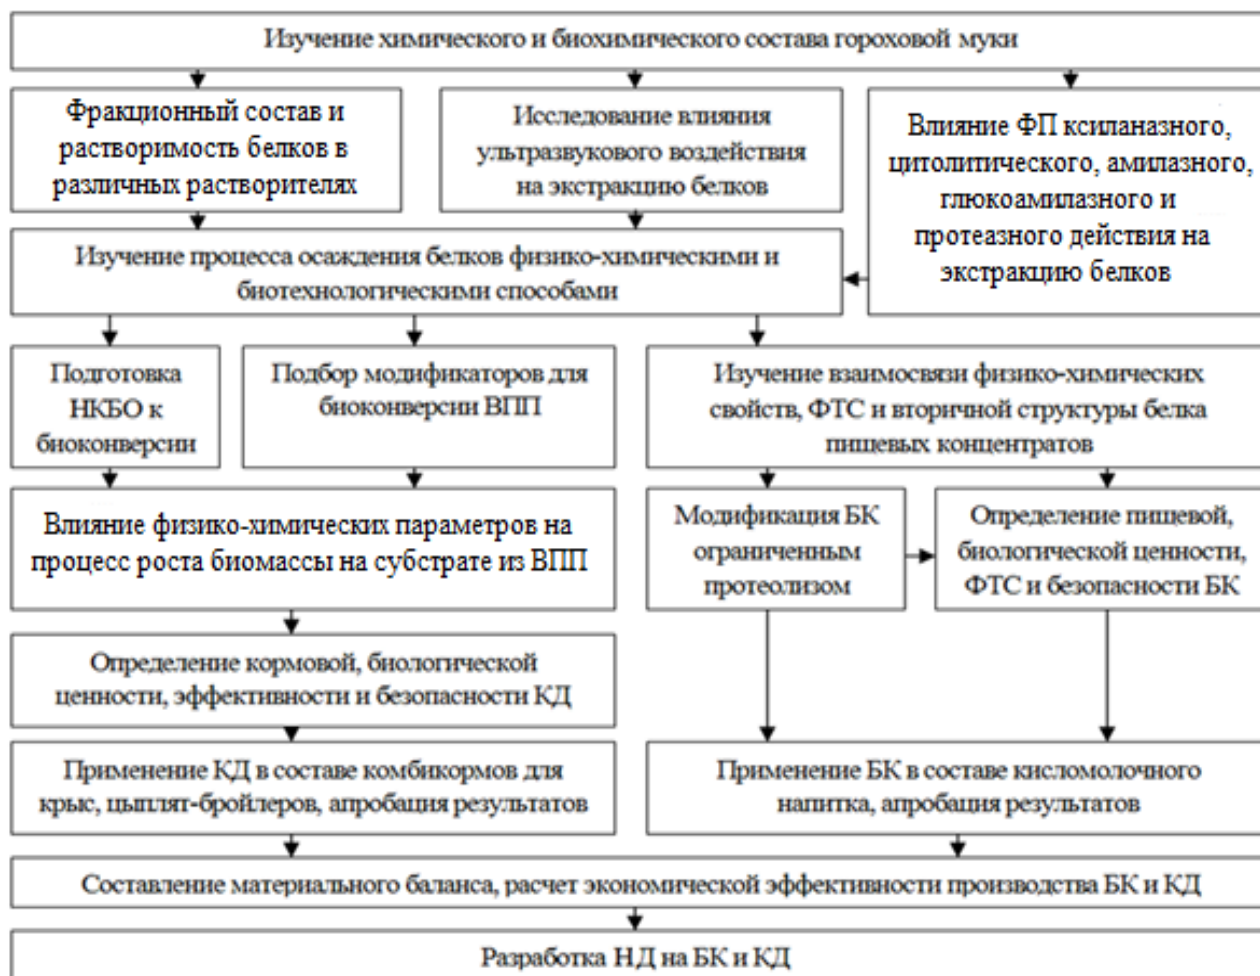 Изучение химического и биохимического состава гороховой муки
Фракционный состав и
растворимость белков в
различных растворителях
Исследование влияния
ультразвукового воздействия
на экстракцию белков
Влияние ФП ксиланазного,
цитолитического, амилазного,
глюкоамилазного и
протеазного действия на
экстракцию белков
Изучение процесса осаждения белков физико-химическими и
биотехнологическими способами
Подготовка
НКБО к
биоконверсии
Подбор модификаторов для
биоконверсии ВПП
Изучение взаимосвязи физико-химических
свойств, ФТС и вторичной структуры белка
пищевых концентратов
Влияние физико-химических параметров на
процесс роста биомассы на субстрате из ВПП
Модификация БК
ограниченным
протеолизом
Определение пищевой,
биологической ценности,
ФТС и безопасности БК
Определение кормовой, биологической
ценности, эффективности и безопасности КД
Применение КД в составе комбикормов для
крыс, цыплят-бройлеров, апробация результатов
Применение БК в составе кисломолочного
напитка, апробация результатов
Составление материального баланса, расчет экономической эффективности производства БК и КД
Разработка НД на БК и КД